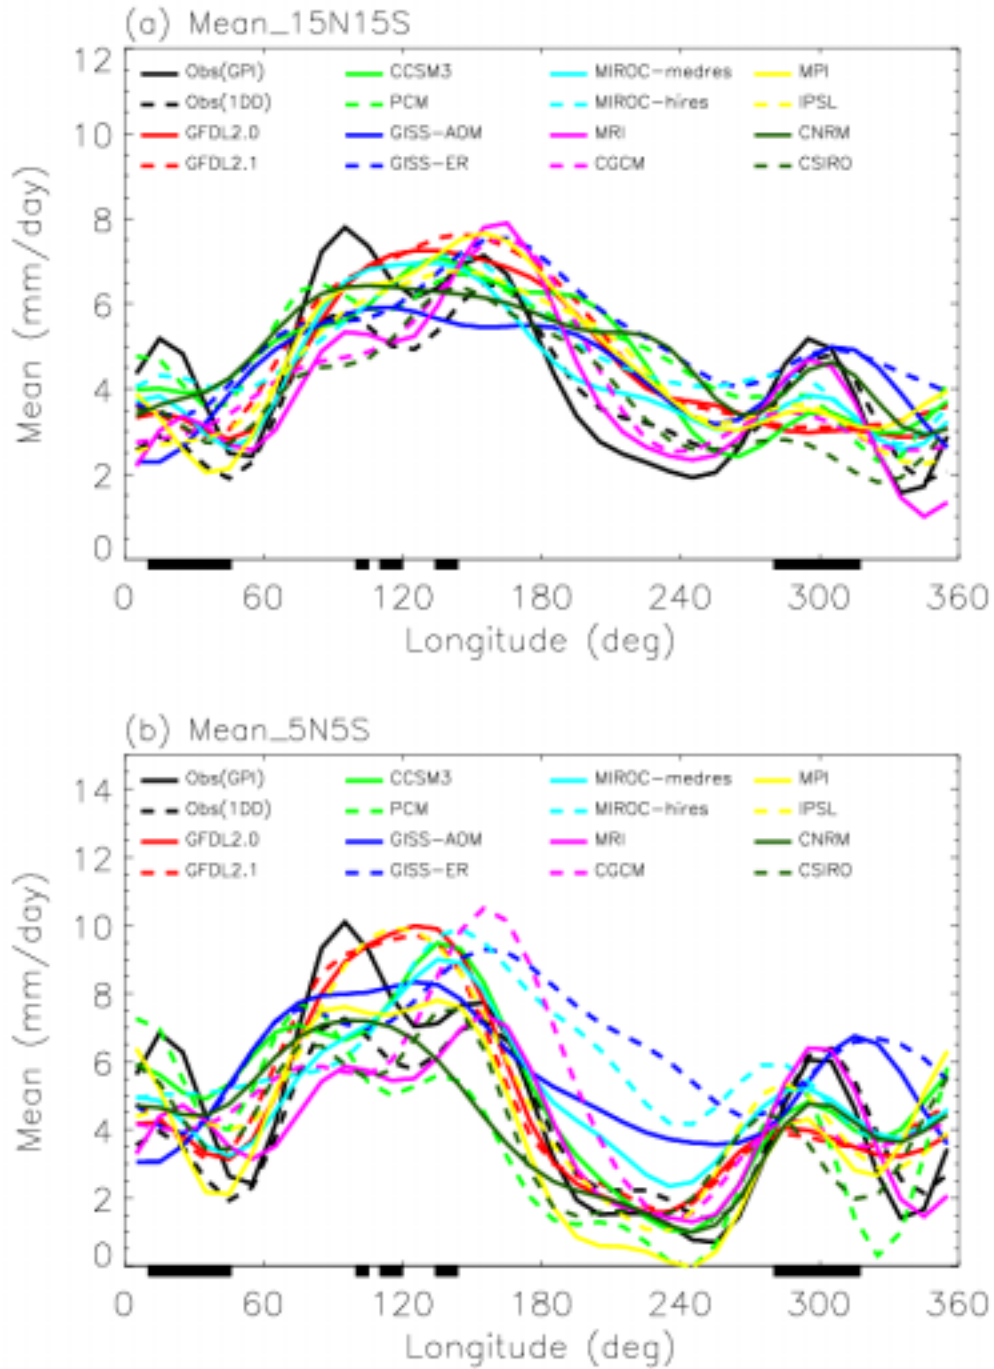 (a) Mean_15N15S
12
10
8
6
4
2
0
Mean (mm/day)
Obs(GPI) CCSM3 MIROC-medres MPI
Obs(1DD) PCM MIROC-hires IPSL
GFDL2.0 GISS-AOM MRI CNRM
GFDL2.1 GISS-ER CGCM CSIRO
0 60 120 180 240 300 360
Longitude (deg)
(b) Mean_5N5S
14
12
10
8
6
4
2
0
Mean (mm/day)
Obs(GPI) CCSM3 MIROC-medres MPI
Obs(1DD) PCM MIROC-hires IPSL
GFDL2.0 GISS-AOM MRI CNRM
GFDL2.1 GISS-ER CGCM CSIRO
0 60 120 180 240 300 360
Longitude (deg)